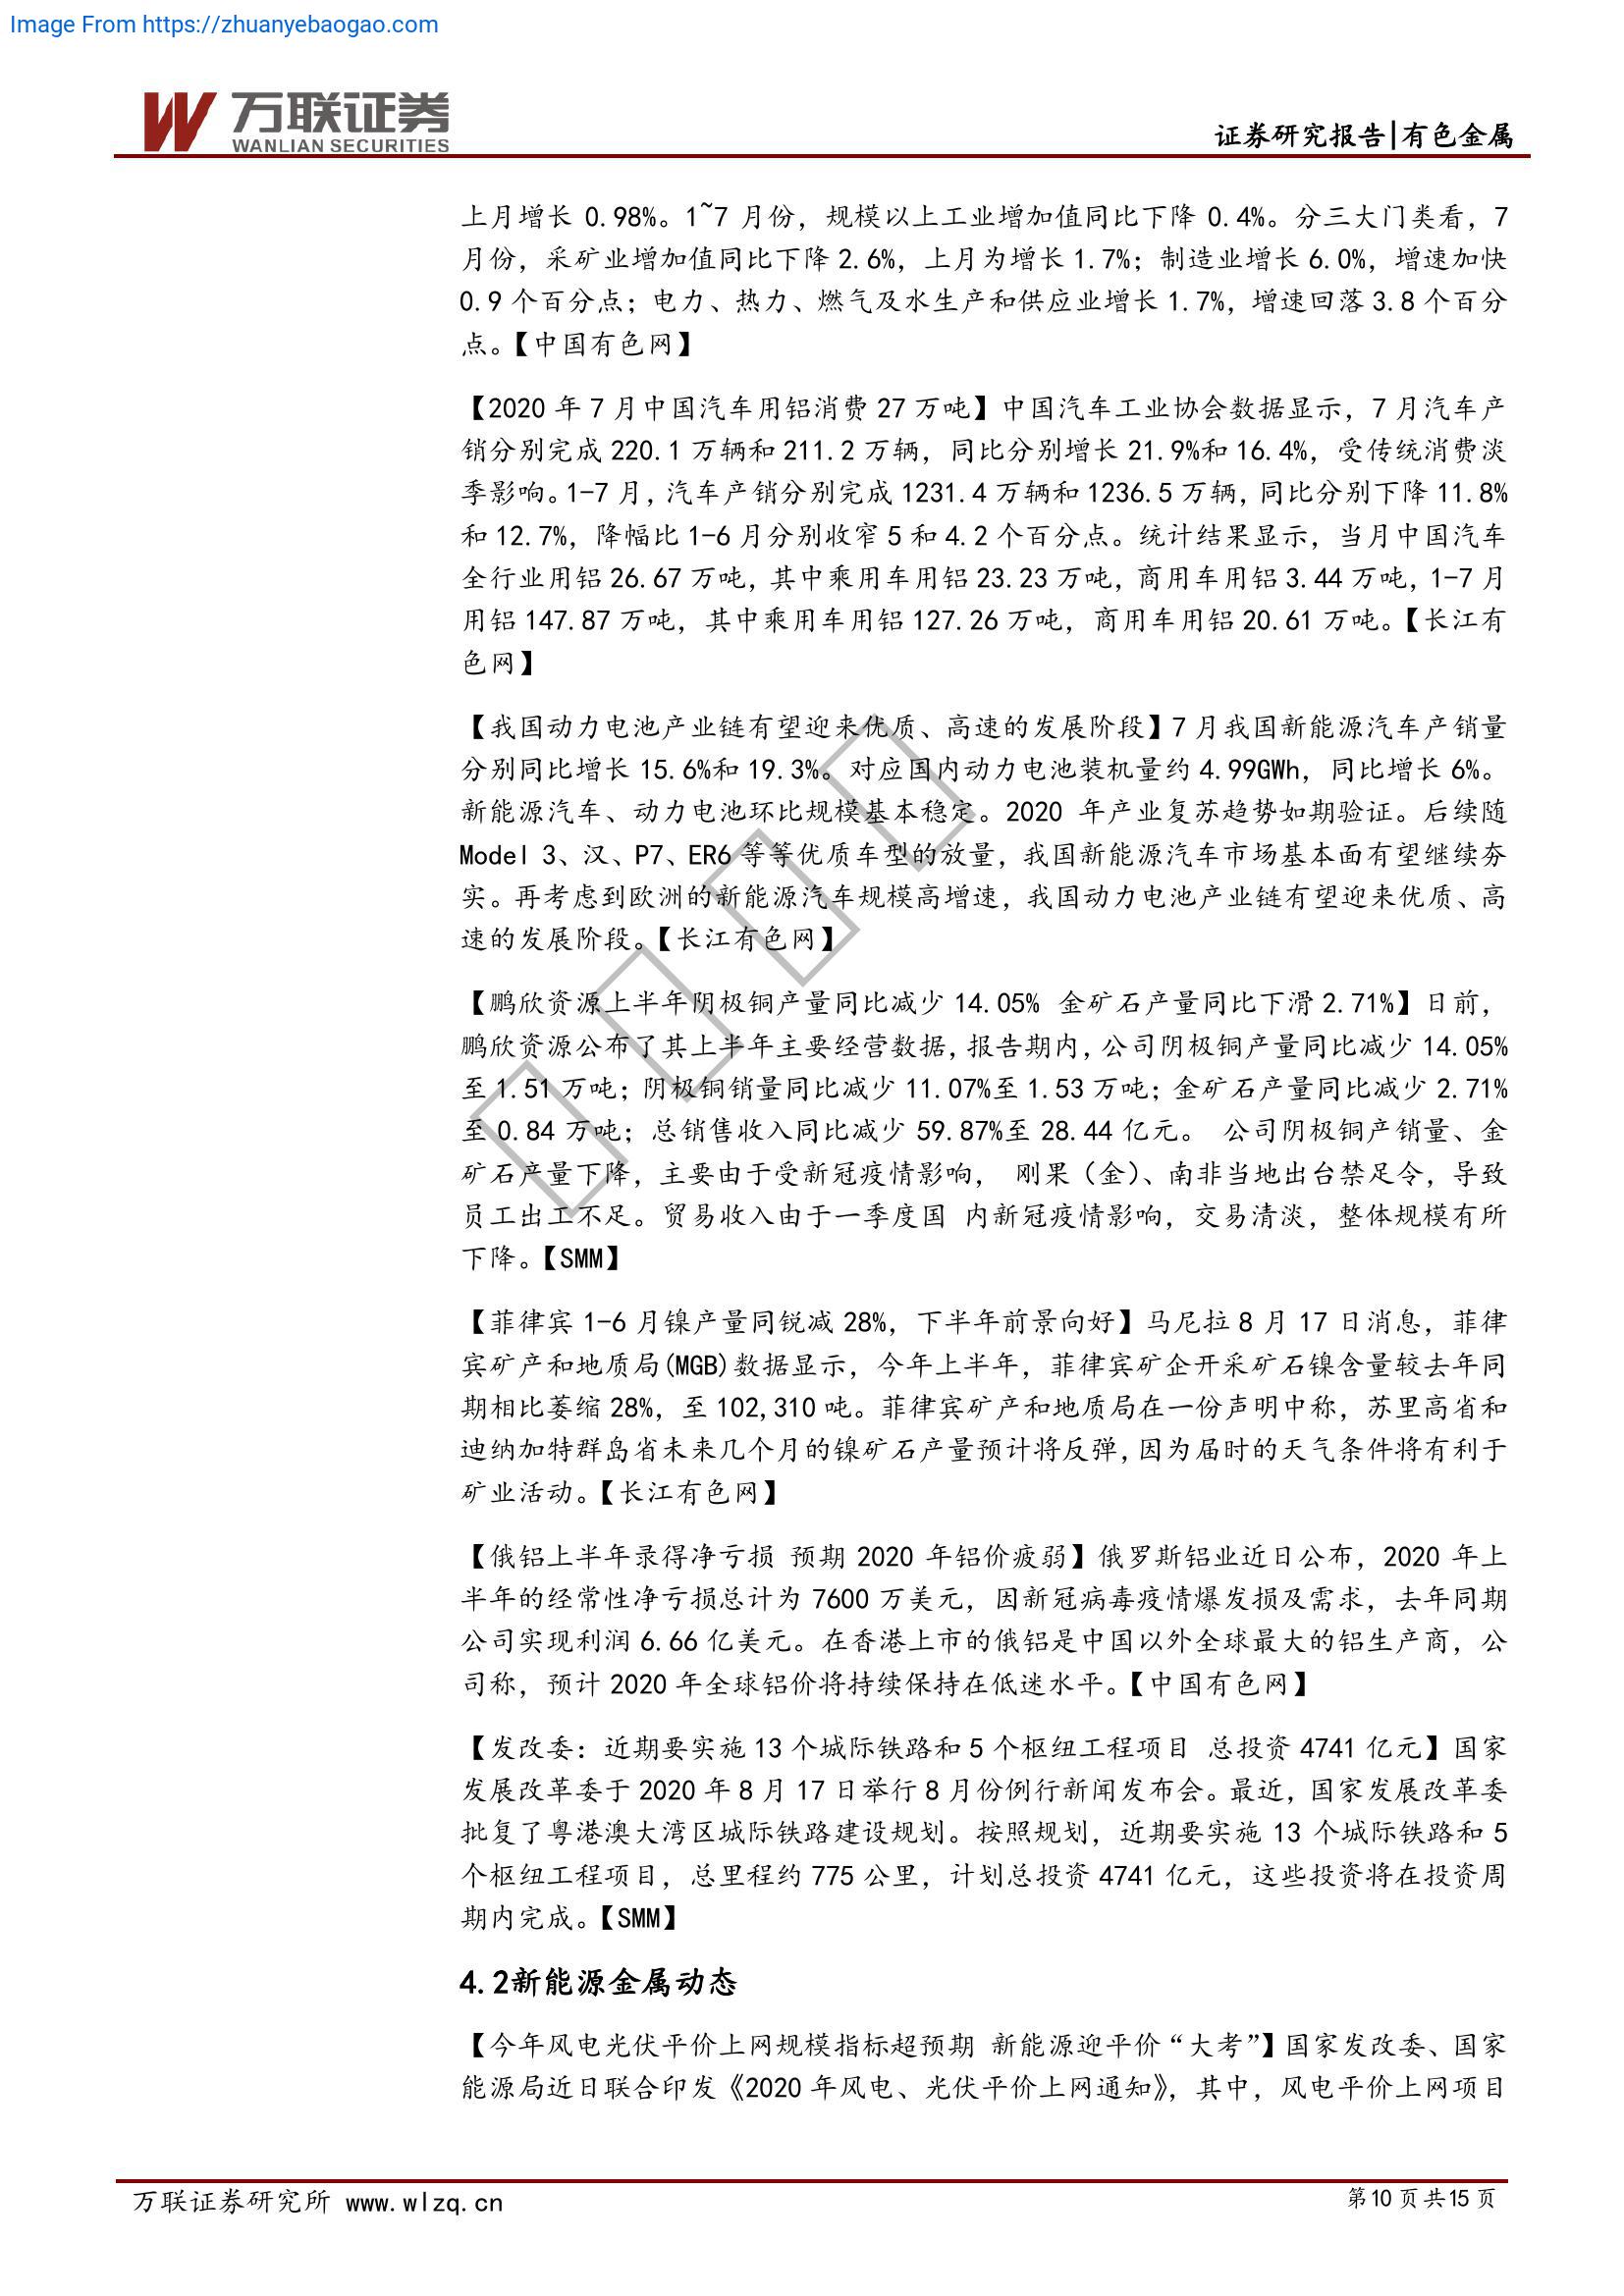 Image From https://zhuanyebaogao.com
万联证券
WANLIAN SECURITIES
证券研究报告|有色金属
上月增长 0.98%。1~7 月份，规模以上工业增加值同比下降 0.4%。分三大门类看，7
月份，采矿业增加值同比下降 2.6%，上月为增长 1.7%；制造业增长 6.0%，增速加快
0.9 个百分点；电力、热力、燃气及水生产和供应业增长 1.7%，增速回落 3.8 个百分
点。【中国有色网】
【2020 年 7 月中国汽车用铝消费 27 万吨】中国汽车工业协会数据显示，7 月汽车产
销分别完成 220.1 万辆和 211.2 万辆，同比分别增长 21.9%和 16.4%，受传统消费淡
季影响。1-7 月，汽车产销分别完成 1231.4 万辆和 1236.5 万辆，同比分别下降 11.8%
和 12.7%，降幅比 1-6 月分别收窄 5 和 4.2 个百分点。统计结果显示，当月中国汽车
全行业用铝 26.67 万吨，其中乘用车用铝 23.23 万吨，商用车用铝 3.44 万吨，1-7 月
用铝 147.87 万吨，其中乘用车用铝 127.26 万吨，商用车用铝 20.61 万吨。【长江有
色网】
【我国动力电池产业链有望迎来优质、高速的发展阶段】7 月我国新能源汽车产销量
分别同比增长 15.6%和 19.3%。对应国内动力电池装机量约 4.99GWh，同比增长 6%。
新能源汽车、动力电池环比规模基本稳定。2020 年产业复苏趋势如期验证。后续随
Model 3、汉、P7、ER6 等等优质车型的放量，我国新能源汽车市场基本面有望继续夯
实。再考虑到欧洲的新能源汽车规模高增速，我国动力电池产业链有望迎来优质、高
速的发展阶段。【长江有色网】
【鹏欣资源上半年阴极铜产量同比减少 14.05% 金矿石产量同比下滑 2.71%】日前，
鹏欣资源公布了其上半年主要经营数据，报告期内，公司阴极铜产量同比减少 14.05%
至 1.51 万吨；阴极铜销量同比减少 11.07%至 1.53 万吨；金矿石产量同比减少 2.71%
至 0.84 万吨；总销售收入同比减少 59.87%至 28.44 亿元。 公司阴极铜产销量、金
矿石产量下降，主要由于受新冠疫情影响， 刚果（金）、南非当地出台禁足令，导致
员工出工不足。贸易收入由于一季度国 内新冠疫情影响，交易清淡，整体规模有所
下降。【SMM】
【菲律宾 1-6 月镍产量同锐减 28%，下半年前景向好】马尼拉 8 月 17 日消息，菲律
宾矿产和地质局(MGB)数据显示，今年上半年，菲律宾矿企开采矿石镍含量较去年同
期相比萎缩 28%，至 102,310 吨。菲律宾矿产和地质局在一份声明中称，苏里高省和
迪纳加特群岛省未来几个月的镍矿石产量预计将反弹，因为届时的天气条件将有利于
矿业活动。【长江有色网】
【俄铝上半年录得净亏损 预期 2020 年铝价疲弱】俄罗斯铝业近日公布，2020 年上
半年的经常性净亏损总计为 7600 万美元，因新冠病毒疫情爆发损及需求，去年同期
公司实现利润 6.66 亿美元。在香港上市的俄铝是中国以外全球最大的铝生产商，公
司称，预计 2020 年全球铝价将持续保持在低迷水平。【中国有色网】
【发改委：近期要实施 13 个城际铁路和 5 个枢纽工程项目 总投资 4741 亿元】国家
发展改革委于 2020 年 8 月 17 日举行 8 月份例行新闻发布会。最近，国家发展改革委
批复了粤港澳大湾区城际铁路建设规划。按照规划，近期要实施 13 个城际铁路和 5
个枢纽工程项目，总里程约 775 公里，计划总投资 4741 亿元，这些投资将在投资周
期内完成。【SMM】
4.2新能源金属动态
【今年风电光伏平价上网规模指标超预期 新能源迎平价“大考”】国家发改委、国家
能源局近日联合印发《2020 年风电、光伏平价上网通知》，其中，风电平价上网项目
万联证券研究所 www.wlzq.cn
第10 页 共15 页